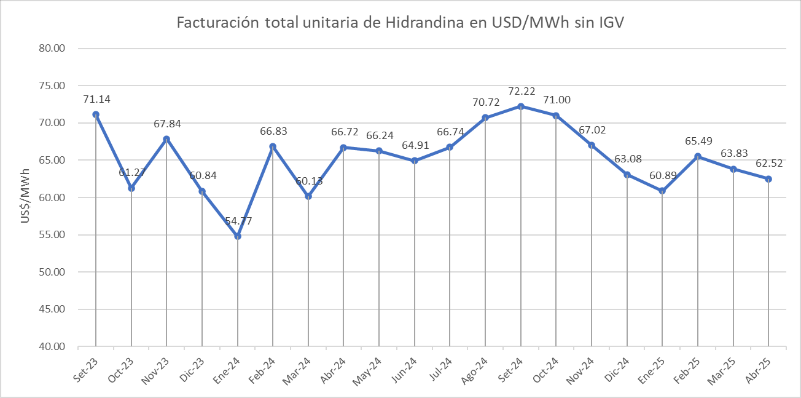 Facturación total unitaria de Hidrandina en USD/MWh sin IGV
80.00
75.00
70.00
65.00
60.00
55.00
50.00
45.00
40.00
US$/MWh
71.14
61.27
67.84
60.84
54.77
66.83
60.13
66.72
66.24
64.91
66.74
70.72
72.22
71.00
67.02
63.08
60.89
65.49
63.83
62.52
Set-23
Oct-23
Nov-23
Dic-23
Ene-24
Feb-24
Mar-24
Abr-24
May-24
Jun-24
Jul-24
Ago-24
Set-24
Oct-24
Nov-24
Dic-24
Ene-25
Feb-25
Mar-25
Abr-25